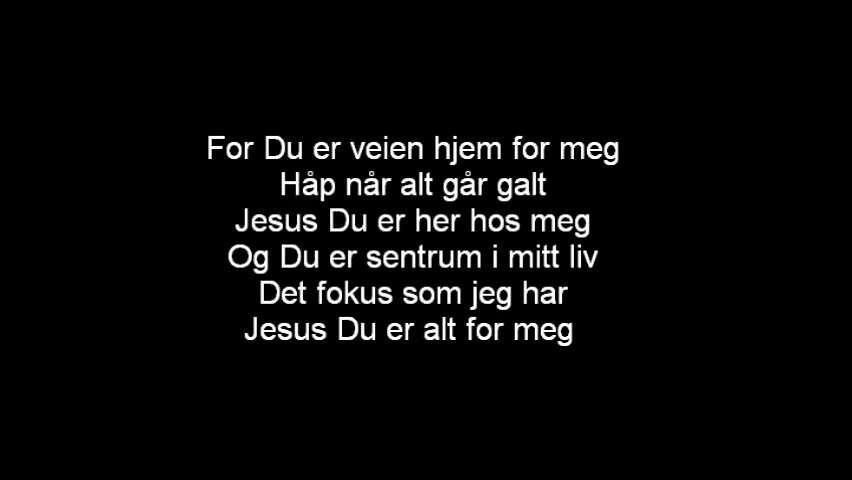 For Du er veien hjem for meg
Håp når alt går galt
Jesus Du er her hos meg
Og Du er sentrum i mitt liv
Det fokus som jeg har
Jesus Du er alt for meg